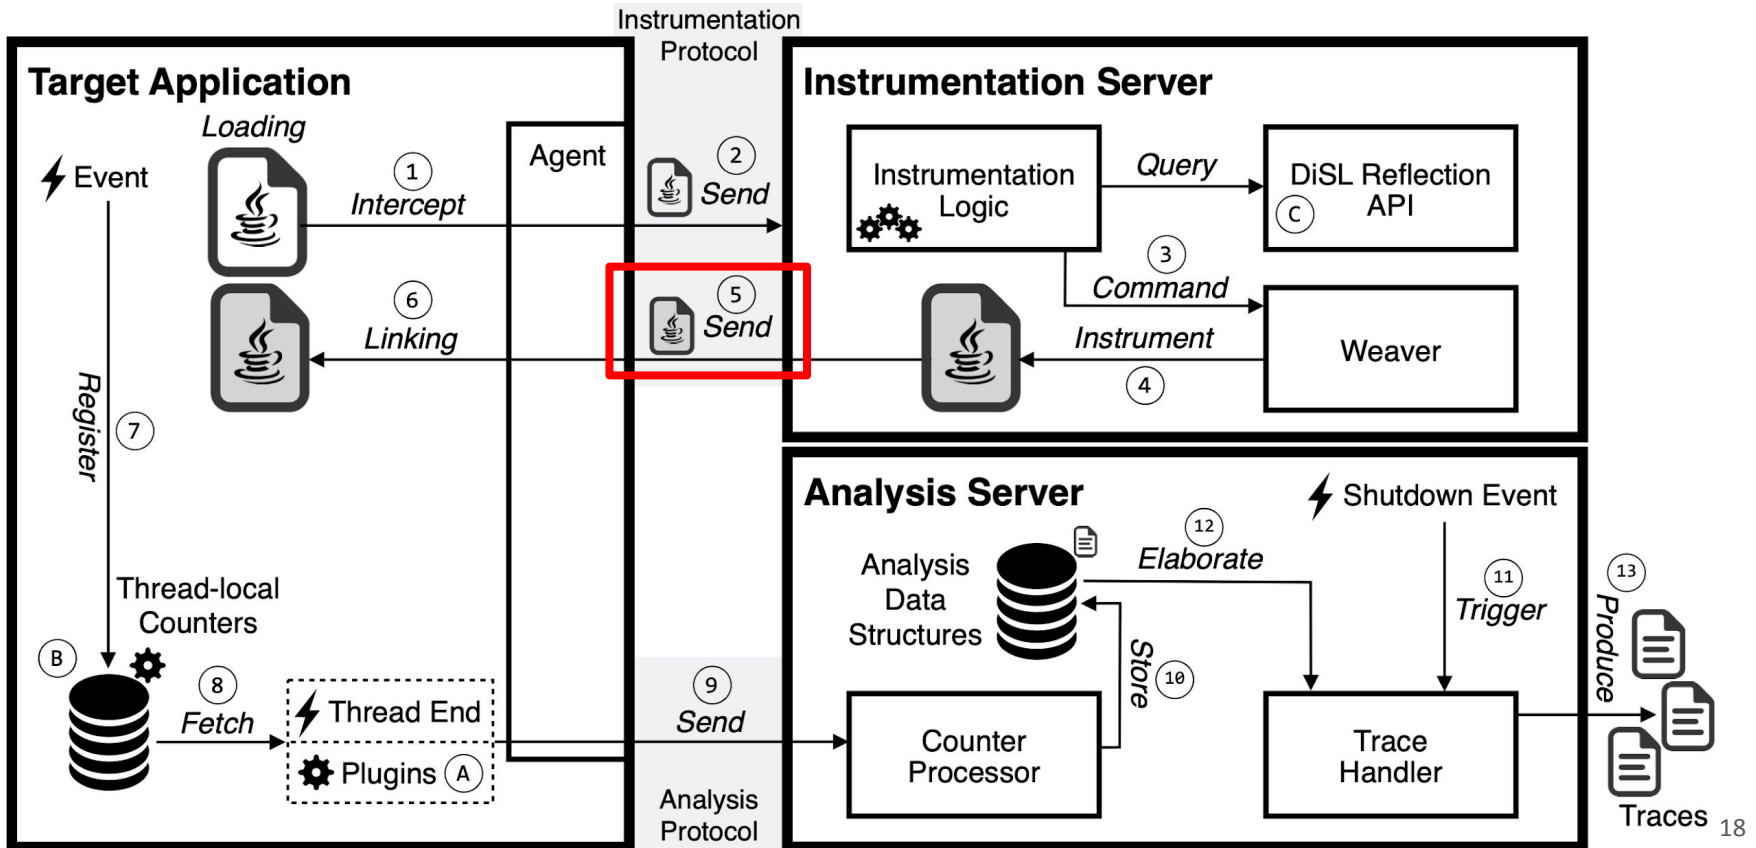 Instrumentation
Protocol
Target Application
Loading
Event
1
Intercept
Agent
2
Send
6
Linking
5
Send
Register
7
Thread-local
Counters
B
8
Fetch
Thread End
Plugins A
9
Send
Analysis
Protocol
Instrumentation Server
Instrumentation
Logic
Query
DiSL Reflection
API
C
3
Command
Instrument
4
Weaver
Analysis Server
Shutdown Event
12
Elaborate
Analysis
Data
Structures
11
Trigger
Store
10
Counter
Processor
Trace
Handler
13
Produce
Traces
18